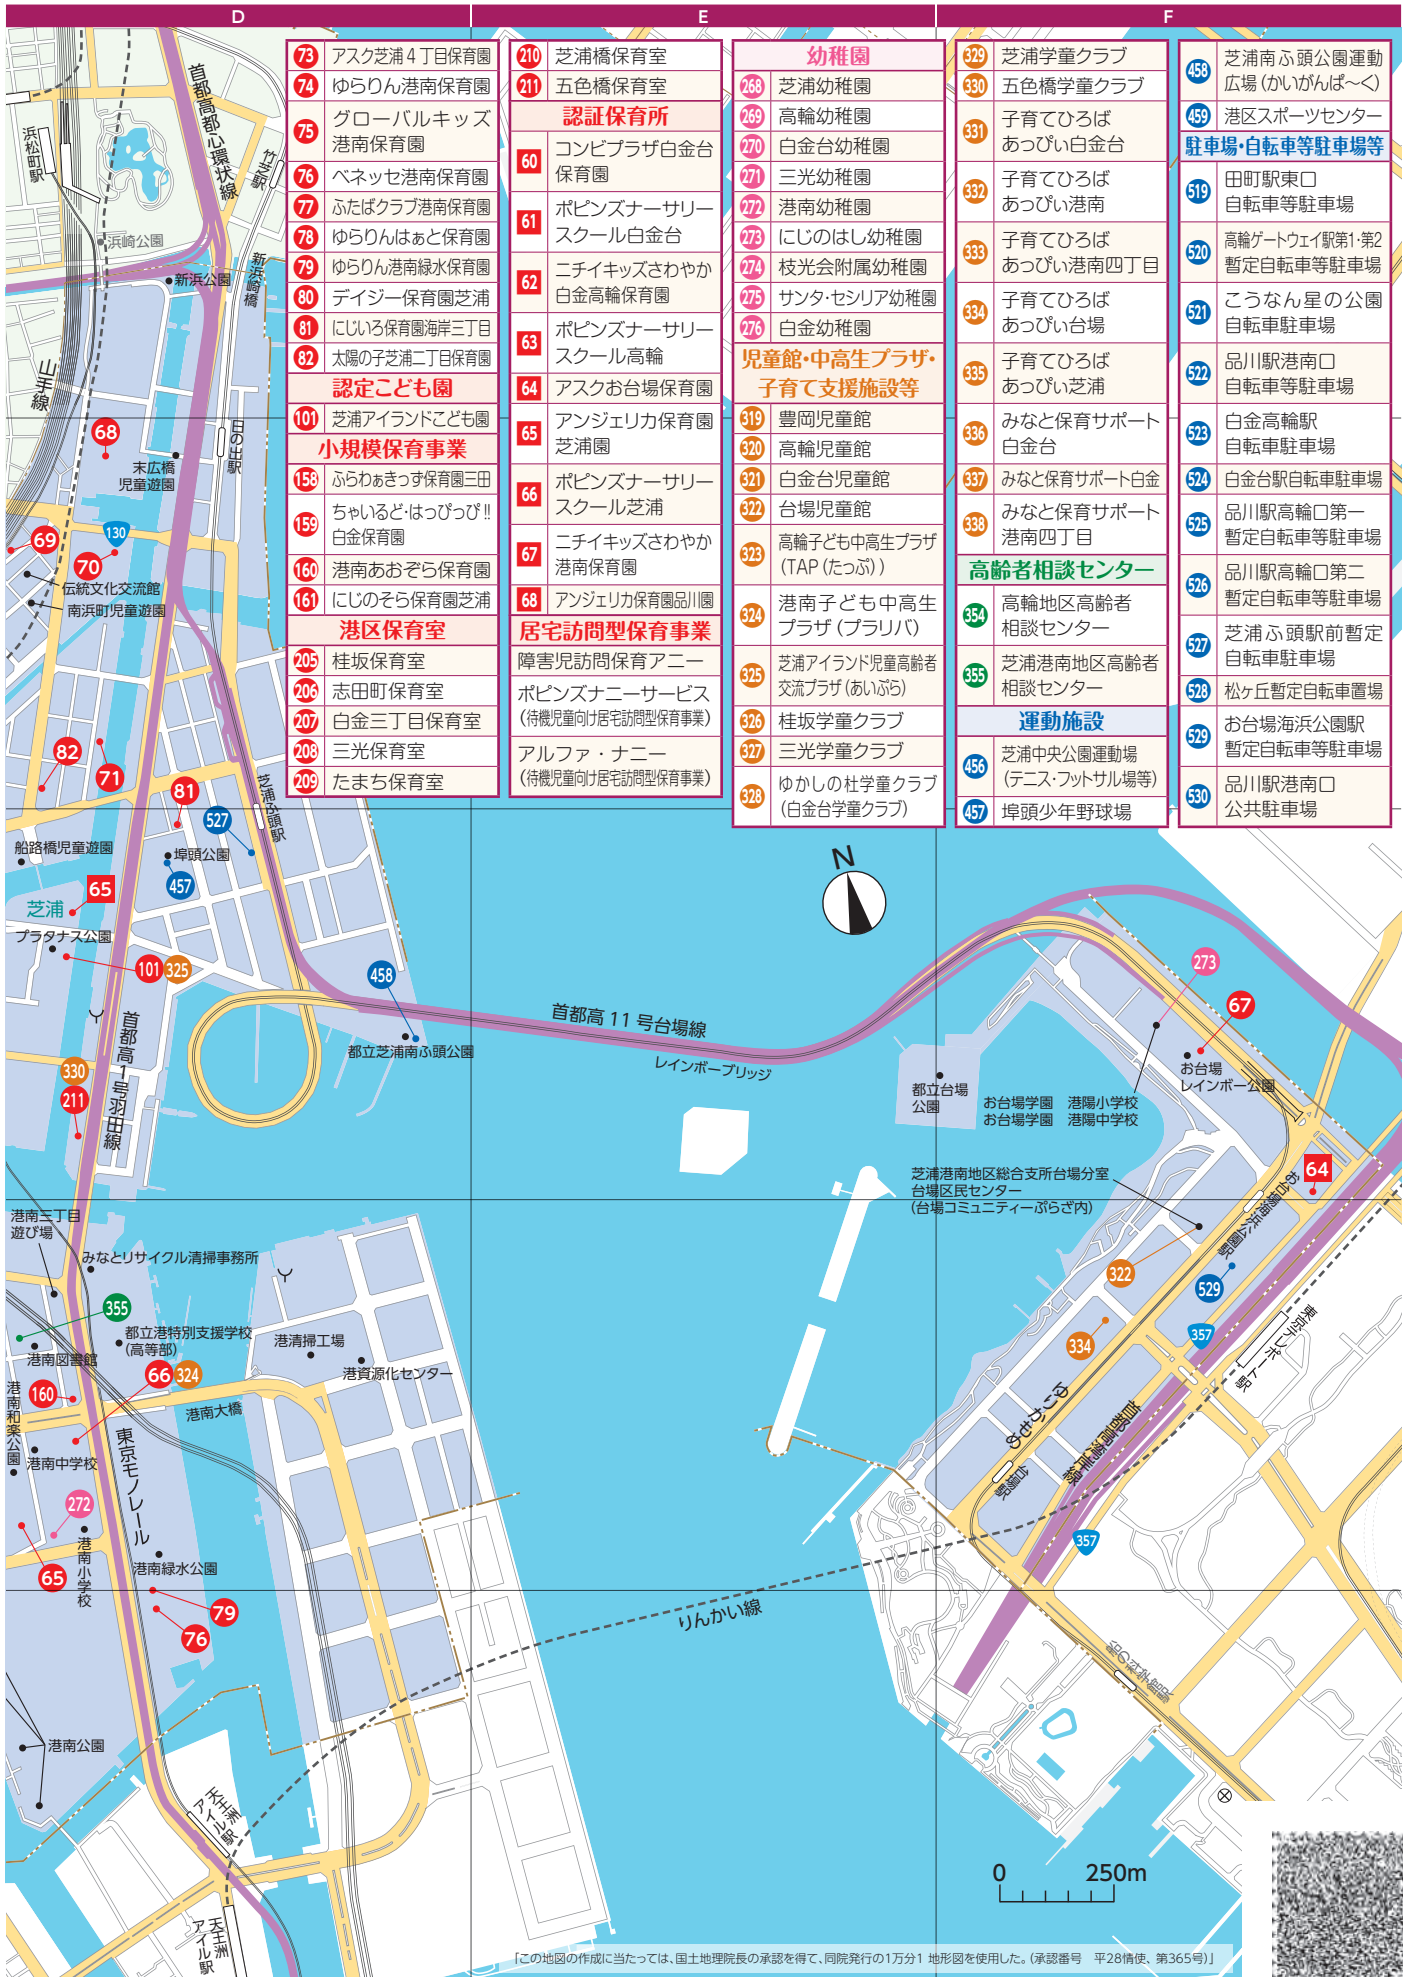 D
E
F
73 アスク芝浦4丁目保育園
74 ゆらりん港南保育園
75 グローバルキッズ
港南保育園
76 ベネッセ港南保育園
77 ふたばクラブ港南保育園
78 ゆらりんはぁと保育園
79 ゆらりん港南緑水保育園
80 デイジー保育園芝浦
81 にじいろ保育園海岸三丁目
82 太陽の子芝浦二丁目保育園
認定こども園
101 芝浦アイランドこども園
小規模保育事業
158 ふらわぁきっず保育園三田
159 ちゃいるど・はっぴっぴ!!
白金保育園
160 港南あおぞら保育園
161 にじのそら保育園芝浦
港区保育室
205 桂坂保育室
206 志田町保育室
207 白金三丁目保育室
208 三光保育室
209 たまち保育室
210 芝浦橋保育室
211 五色橋保育室
認証保育所
60 コンビプラザ白金台
保育園
61 ポピンズナーサリー
スクール白金台
62 ニチイキッズさわやか
白金高輪保育園
63 ポピンズナーサリー
スクール高輪
64 アスクお台場保育園
65 アンジェリカ保育園
芝浦園
66 ポピンズナーサリー
スクール芝浦
67 ニチイキッズさわやか
港南保育園
68 アンジェリカ保育園品川園
居宅訪問型保育事業
障害児訪問保育アニー
ポピンズナニーサービス
(待機児童向け居宅訪問型保育事業)
アルファ・ナニー
(待機児童向け居宅訪問型保育事業)
幼稚園
268 芝浦幼稚園
269 高輪幼稚園
270 白金台幼稚園
271 三光幼稚園
272 港南幼稚園
273 にじのはし幼稚園
274 枝光会附属幼稚園
275 サンタ・セシリア幼稚園
276 白金幼稚園
児童館・中高生プラザ・
子育て支援施設等
319 豊岡児童館
320 高輪児童館
321 白金台児童館
322 台場児童館
323 高輪子ども中高生プラザ
(TAP(たっぷ))
324 港南子ども中高生
プラザ(プラリバ)
325 芝浦アイランド児童高齢者
交流プラザ(あいぷら)
326 桂坂学童クラブ
327 三光学童クラブ
328 ゆかしの杜学童クラブ
(白金台学童クラブ)
329 芝浦学童クラブ
330 五色橋学童クラブ
331 子育てひろば
あっぴぃ白金台
332 子育てひろば
あっぴぃ港南
333 子育てひろば
あっぴぃ港南四丁目
334 子育てひろば
あっぴぃ台場
335 子育てひろば
あっぴぃ芝浦
336 みなと保育サポート
白金台
337 みなと保育サポート白金
338 みなと保育サポート
港南四丁目
高齢者相談センター
354 高輪地区高齢者
相談センター
355 芝浦港南地区高齢者
相談センター
運動施設
456 芝浦中央公園運動場
(テニス・フットサル場等)
457 埠頭少年野球場
458 芝浦南ふ頭公園運動
広場(かいがんぱ〜く)
459 港区スポーツセンター
駐車場・自転車等駐車場等
519 田町駅東口
自転車等駐車場
520 高輪ゲートウェイ駅第1・第2
暫定自転車等駐車場
521 こうなん星の公園
自転車駐車場
522 品川駅港南口
自転車等駐車場
523 白金高輪駅
自転車駐車場
524 白金台駅自転車駐車場
525 品川駅高輪口第一
暫定自転車等駐車場
526 品川駅高輪口第二
暫定自転車等駐車場
527 芝浦ふ頭駅前暫定
自転車駐車場
528 松ヶ丘暫定自転車置場
529 お台場海浜公園駅
暫定自転車等駐車場
530 品川駅港南口
公共駐車場
首都高都心環状線
浜松町駅
竹芝駅
浜崎公園
新浜公園
新浜崎橋
山手線
日の出駅
68
末広橋
児童遊園
69
130
70
伝統文化交流館
南浜町児童遊園
82
71
81
527
芝浦ふ頭駅
船路橋児童遊園
埠頭公園
457
65
芝浦
プラタナス公園
101 325
458
首都高1号羽田線
都立芝浦南ふ頭公園
首都高11号台場線
レインボーブリッジ
N
330
211
273
67
お台場
レインボー公園
都立台場
公園
お台場学園 港陽小学校
お台場学園 港陽中学校
芝浦港南地区総合支所台場分室
台場区民センター
(台場コミュニティーぷらざ内)
64
お台場海浜公園駅
322
529
334
357
東京テレポート駅
ゆりかもめ
首都高湾岸線
台場駅
357
港南三丁目
遊び場
みなとリサイクル清掃事務所
355
都立港特別支援学校
(高等部)
港南図書館
港清掃工場
港資源化センター
66 324
160
港南大橋
港南和楽公園
港南中学校
東京モノレール
272
港南小学校
65
港南緑水公園
79
76
りんかい線
船の科学館駅
港南公園
天王洲
アイル駅
天王洲
アイル駅
0 250m
「この地図の作成に当たっては、国土地理院長の承認を得て、同院発行の1万分1 地形図を使用した。(承認番号 平28情使、第365号)」